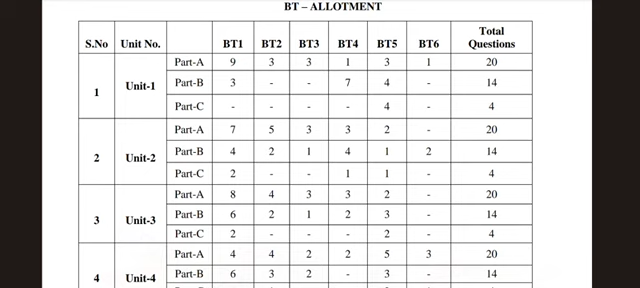 BT – ALLOTMENT
S.No Unit No. BT1 BT2 BT3 BT4 BT5 BT6 Total Questions
1 Unit-1 Part-A 9 3 3 1 3 1 20
Part-B 3 - - 7 4 - 14
Part-C - - - - 4 - 4
2 Unit-2 Part-A 7 5 3 3 2 - 20
Part-B 4 2 1 4 1 2 14
Part-C 2 - - 1 1 - 4
3 Unit-3 Part-A 8 4 3 3 2 - 20
Part-B 6 2 1 2 3 - 14
Part-C 2 - - - 2 - 4
4 Unit-4 Part-A 4 4 2 2 5 3 20
Part-B 6 3 2 - 3 - 14